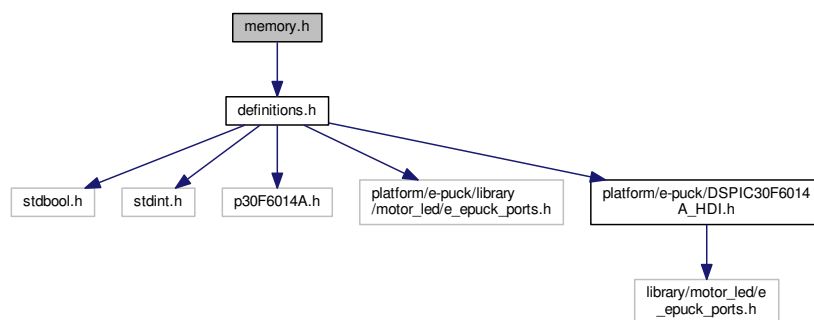 memory.h
definitions.h
stdbool.h
stdint.h
p30F6014A.h
platform/e-puck/library
/motor_led/e_epuck_ports.h
platform/e-puck/DSPIC30F6014
A_HDI.h
library/motor_led/e
_epuck_ports.h